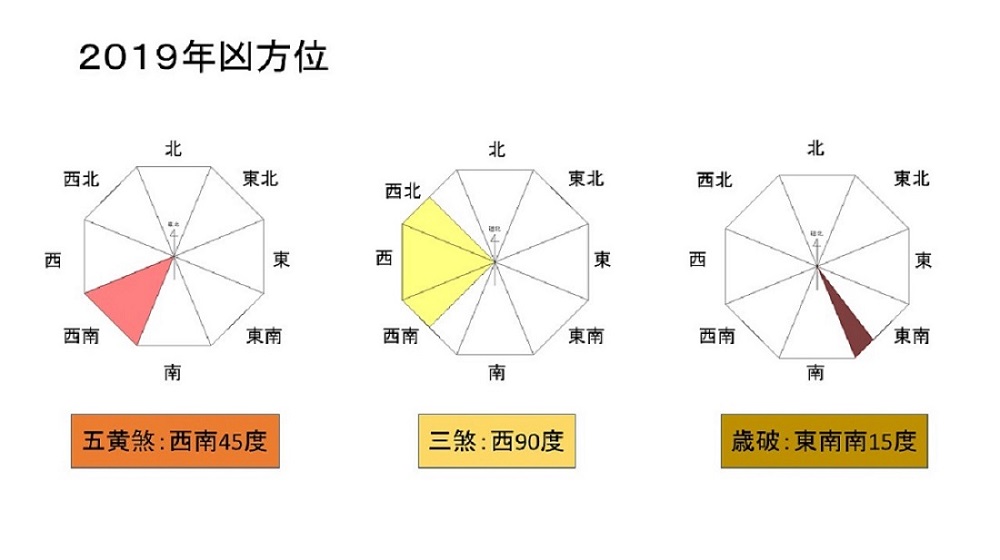 ２０１９年凶方位
北
西北
東北
西
東
西南
東南
南
五黄煞：西南45度
北
西北
東北
西
東
西南
東南
南
三煞：西90度
北
西北
東北
西
東
西南
東南
南
歳破：東南南15度